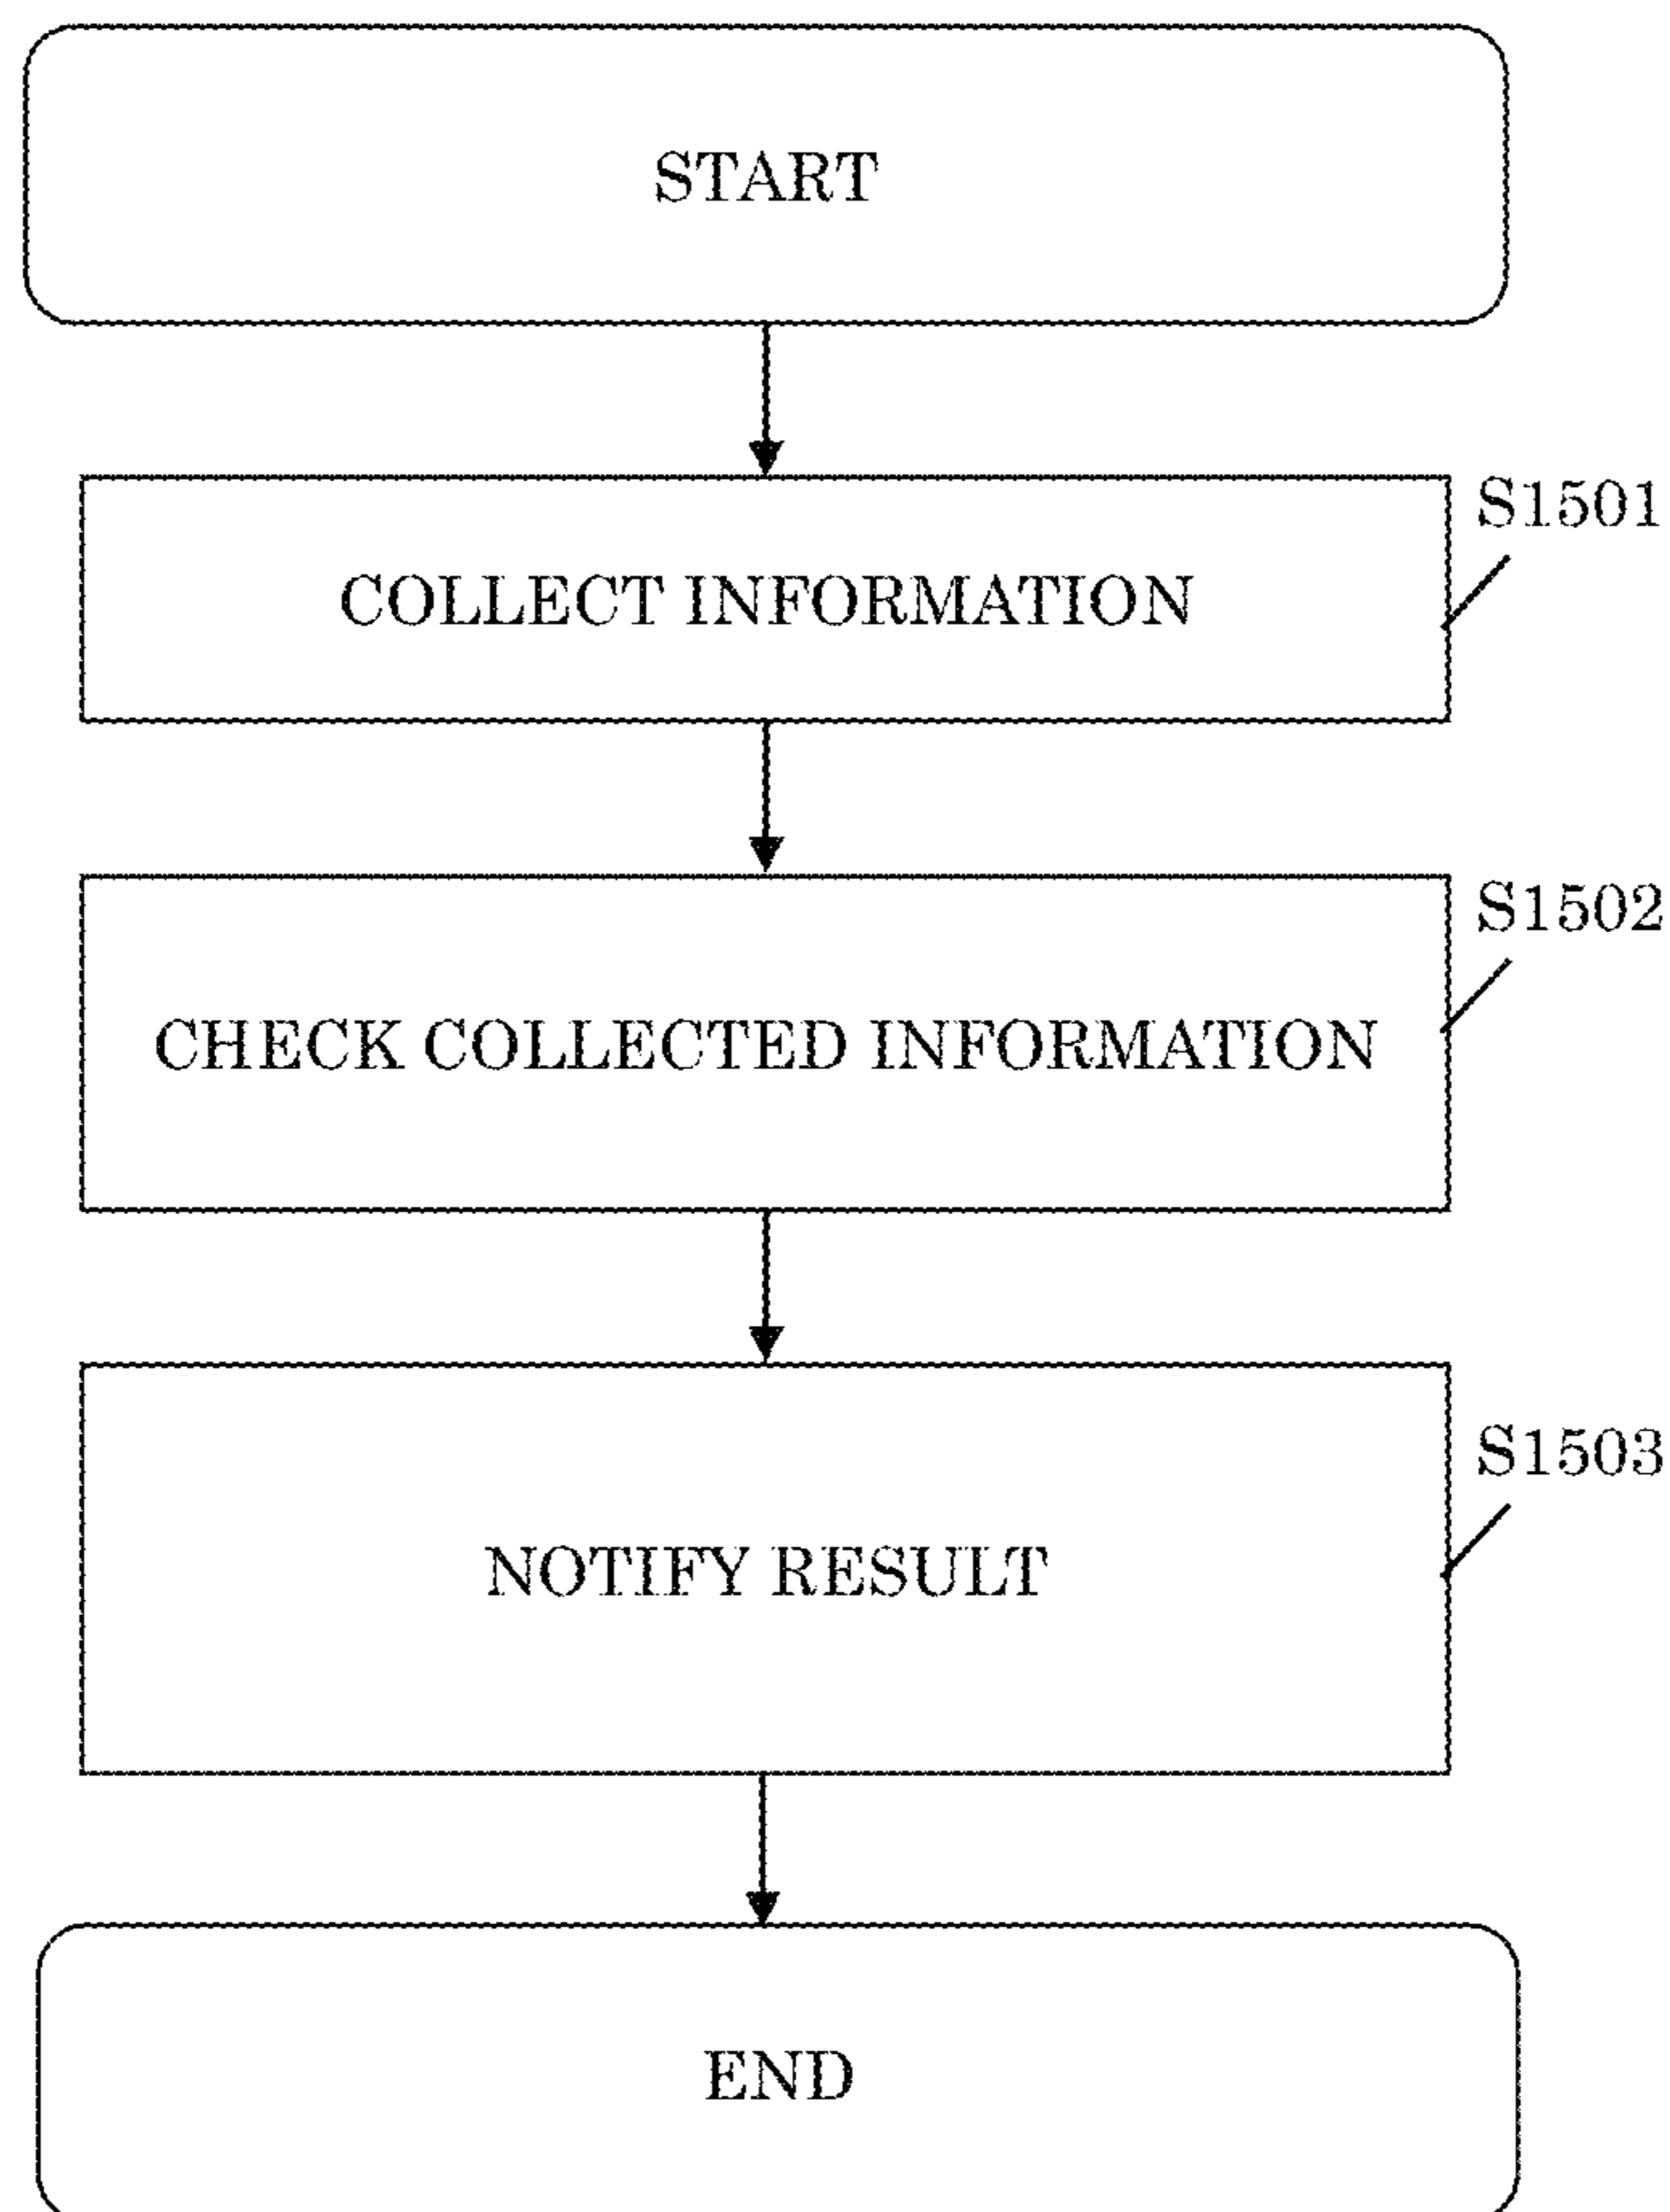 START
S1501
COLLECT INFORMATION
S1502
CHECK COLLECTED INFORMATION
S1503
NOTIFY RESULT
END